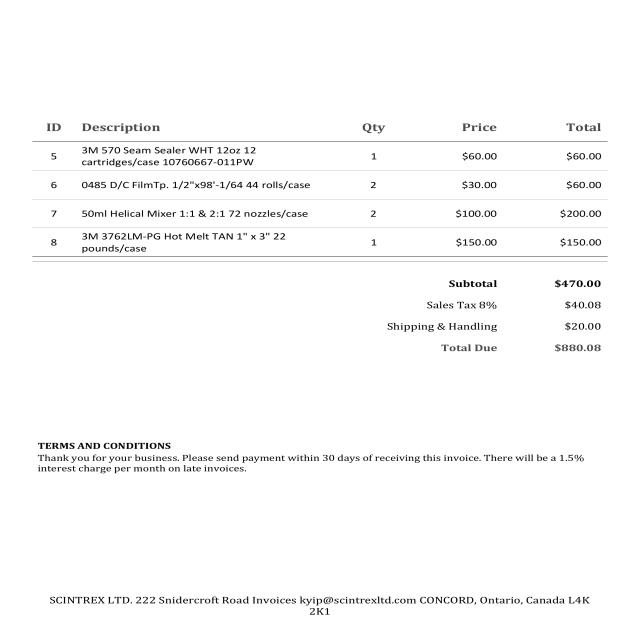 ID Description Qty Price Total
5 3M 570 Seam Sealer WHT 12oz 12 cartridges/case 10760667-011PW 1 $60.00 $60.00
6 0485 D/C FilmTp. 1/2"x98'-1/64 44 rolls/case 2 $30.00 $60.00
7 50ml Helical Mixer 1:1 & 2:1 72 nozzles/case 2 $100.00 $200.00
8 3M 3762LM-PG Hot Melt TAN 1" x 3" 22 pounds/case 1 $150.00 $150.00
Subtotal $470.00
Sales Tax 8% $40.08
Shipping & Handling $20.00
Total Due $880.08
TERMS AND CONDITIONS
Thank you for your business. Please send payment within 30 days of receiving this invoice. There will be a 1.5%
interest charge per month on late invoices.
SCINTREX LTD. 222 Snidercroft Road Invoices kyip@scintrexltd.com CONCORD, Ontario, Canada L4K
2K1